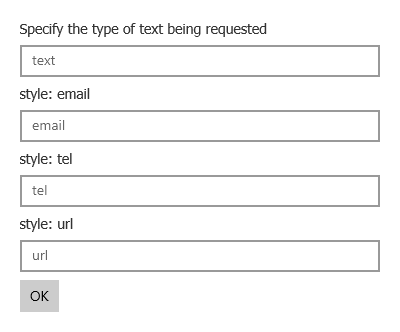 Specify the type of text being requested
text
style: email
email
style: tel
tel
style: url
url
OK